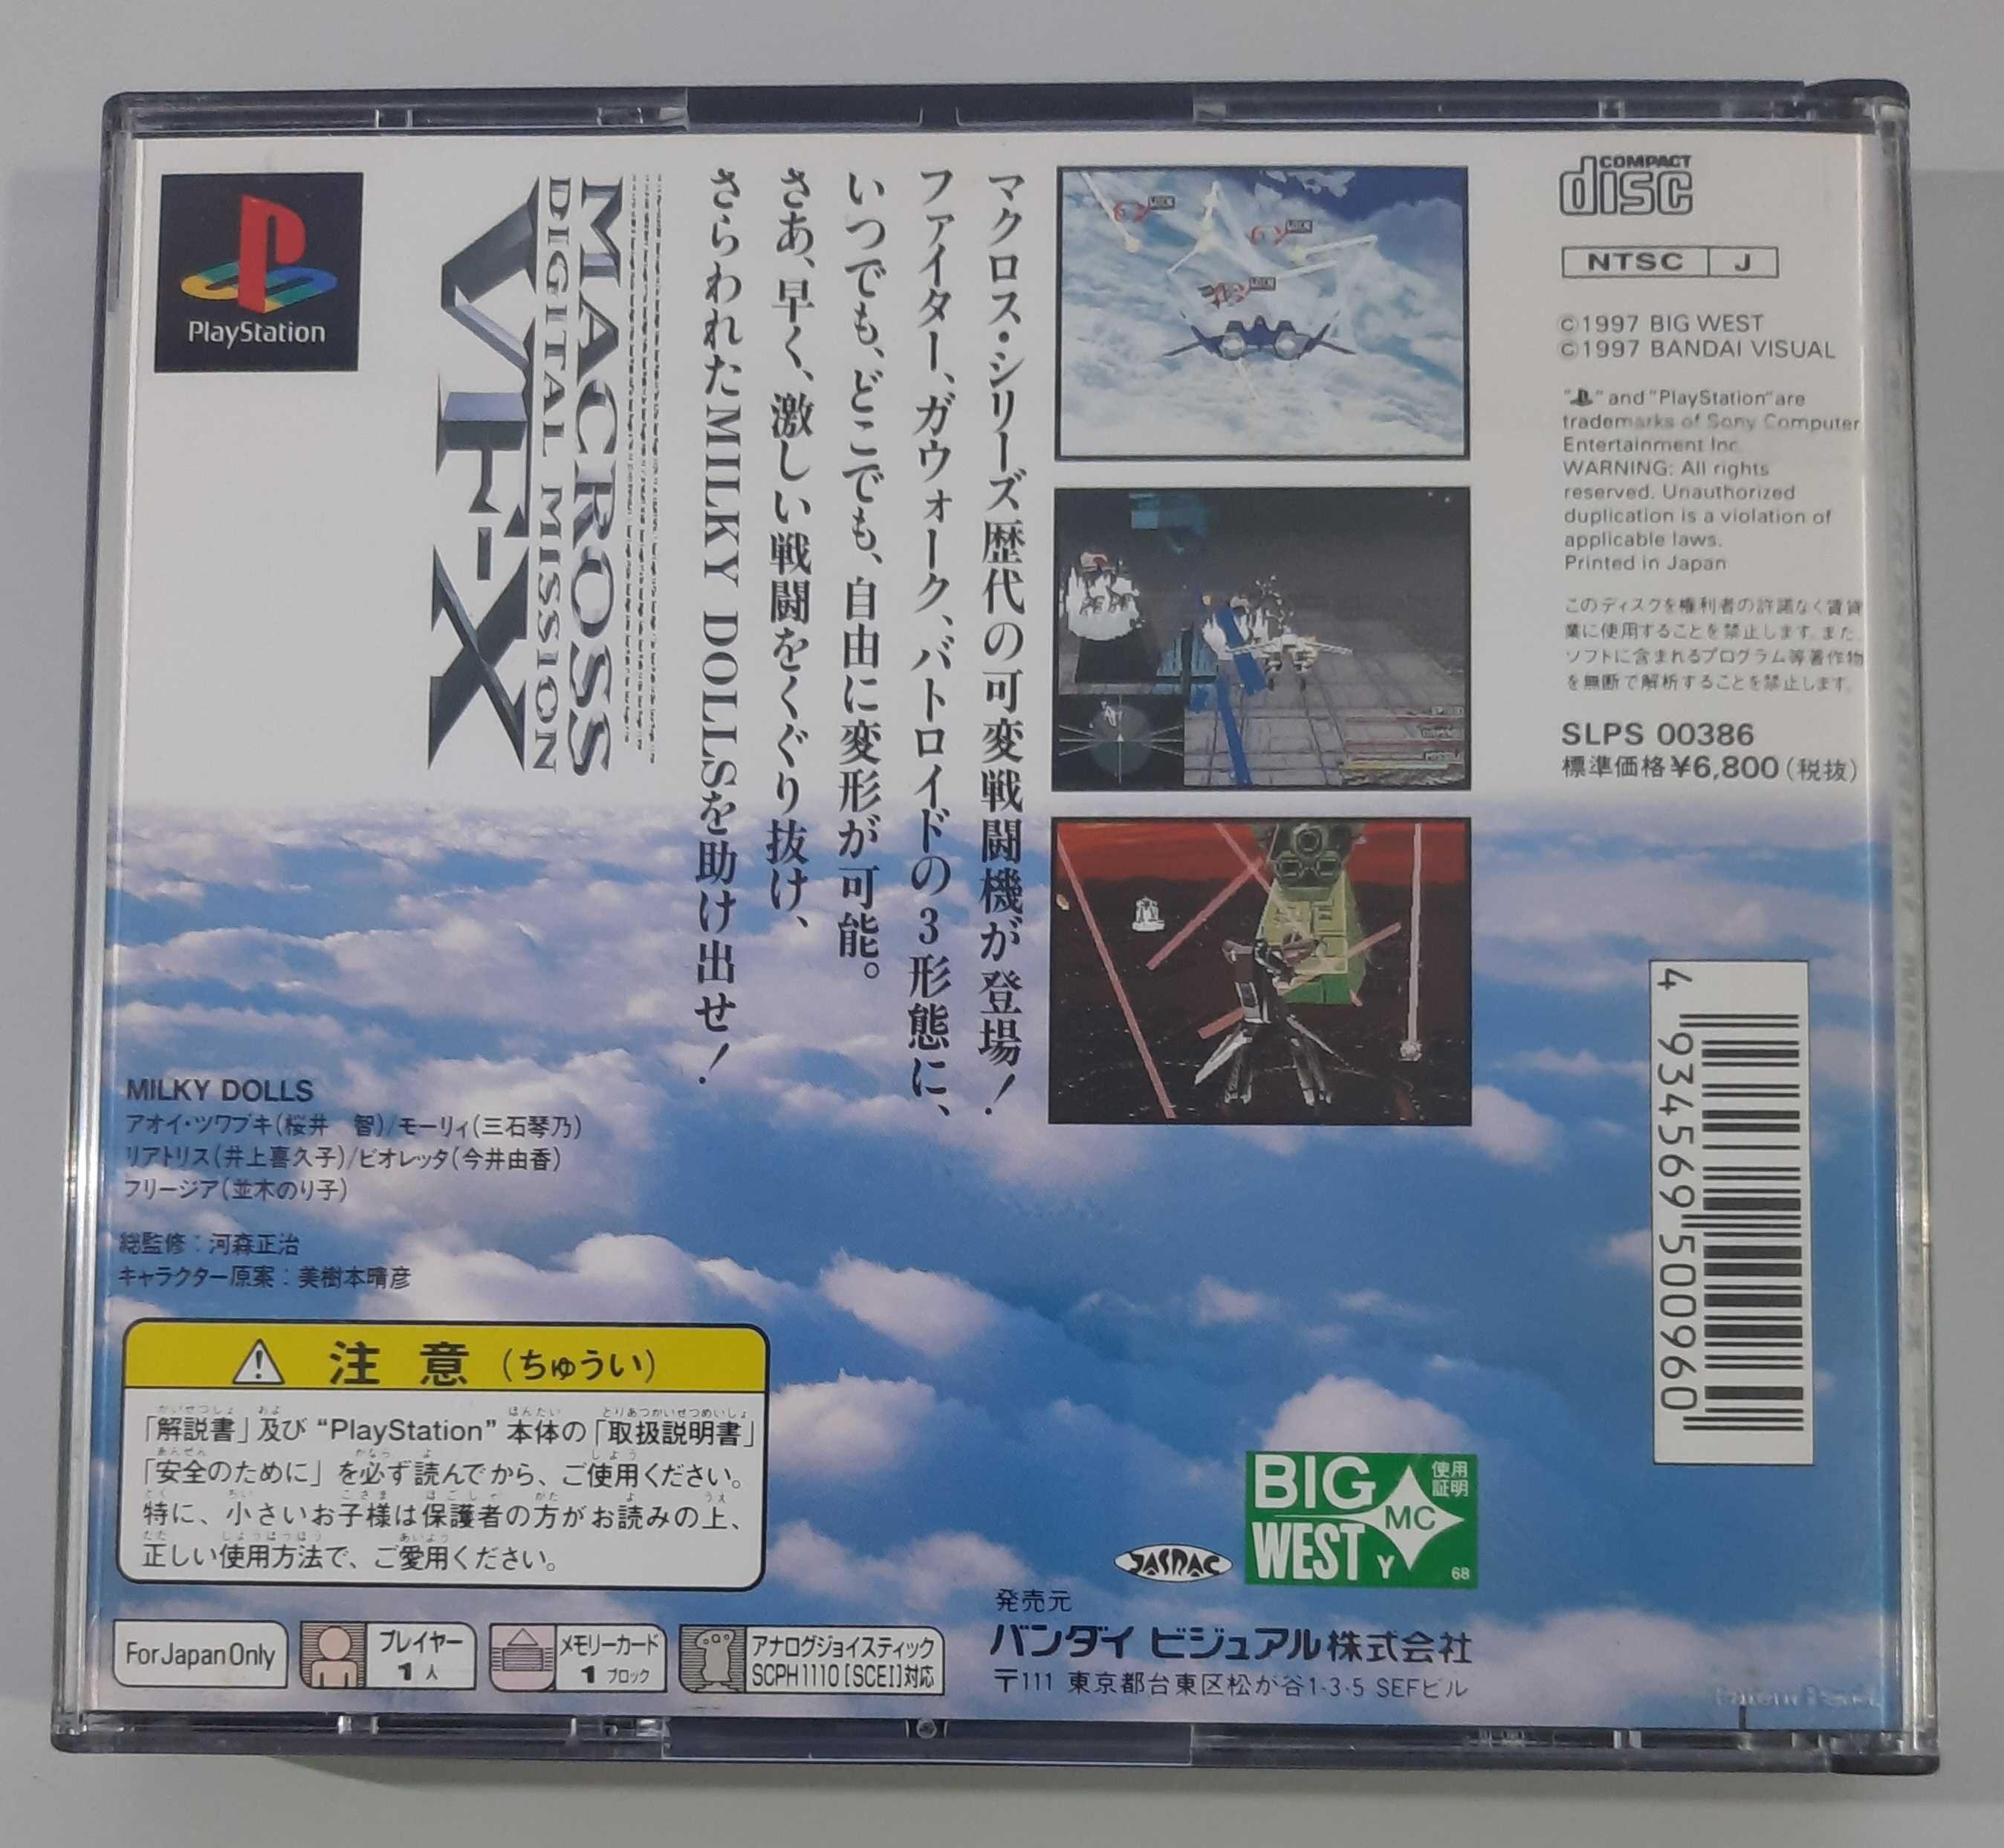 PlayStation
MACROSS
DIGITAL MISSION
VF-X
マクロス・シリーズ歴代の可変戦闘機が登場!
ファイター、ガウォーク、バトロイドの3形態に、
いつでも、どこでも、自由に変形が可能。
さあ、早く、激しい戦闘をくぐり抜け、
さらわれたMILKY DOLLSを助け出せ!
COMPACT
disc
NTSC J
©1997 BIG WEST
©1997 BANDAI VISUAL
" " and "PlayStation" are
trademarks of Sony Computer
Entertainment Inc.
WARNING: All rights
reserved. Unauthorized
duplication is a violation of
applicable laws.
Printed in Japan
このディスクを権利者の許諾なく賃貸
業に使用することを禁止します。また、
ソフトに含まれるプログラム等著作物
を無断で解析することを禁止します。
SLPS 00386
標準価格¥6,800(税抜)
4 934569 500960
MILKY DOLLS
アオイ・ツワブキ(桜井 智)/モーリィ(三石琴乃)
リアトリス(井上喜久子)/ビオレッタ(今井由香)
フリージア(並木のり子)
総監修：河森正治
キャラクター原案：美樹本晴彦
注意(ちゅうい)
「解説書」及び "PlayStation" 本体の「取扱説明書」
「安全のために」を必ず読んでから、ご使用ください。
特に、小さいお子様は保護者の方がお読みの上、
正しい使用方法で、ご愛用ください。
For Japan Only
プレイヤー
1人
メモリーカード
1ブロック
アナログジョイスティック
SCPH1110[SCEI]対応
JASRAC
BIG
WEST
MC
Y
使用
証明
68
発売元
バンダイ ビジュアル株式会社
〒111 東京都台東区松が谷1-3-5 SEFビル